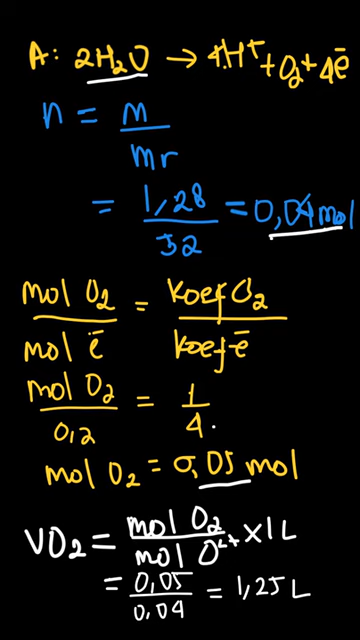 A: 2H₂O → 4H⁺ + O₂ + 4ē
n = m/mr
= 1,28/32 = 0,04 mol
mol O₂/mol ē = koef O₂/koef ē
mol O₂/0,2 = 1/4
mol O₂ = 0,05 mol
VO₂ = mol O₂/mol O²⁺ × 1 L
= 0,05/0,04 = 1,25 L